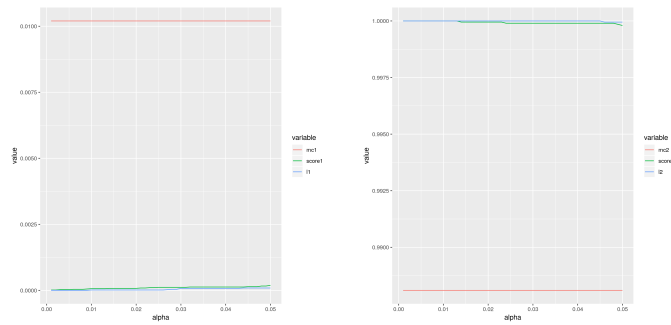 0.0100
0.0075
0.0050
0.0025
0.0000
value
0.00
0.01
0.02
0.03
0.04
0.05
alpha
variable
mc1
score1
l1
1.0000
0.9975
0.9950
0.9925
0.9900
value
0.00
0.01
0.02
0.03
0.04
0.05
alpha
variable
mc2
score
l2